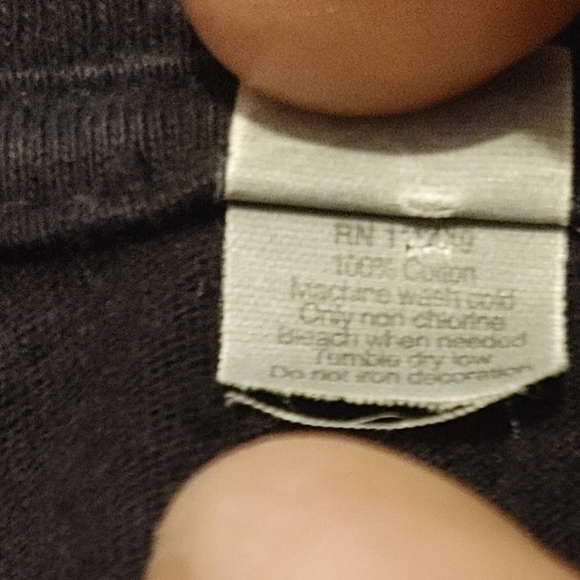 RN
100% Cotton
Machine wash cold
Only non chlorine
Bleach when needed
Tumble dry low
Do not iron decoration